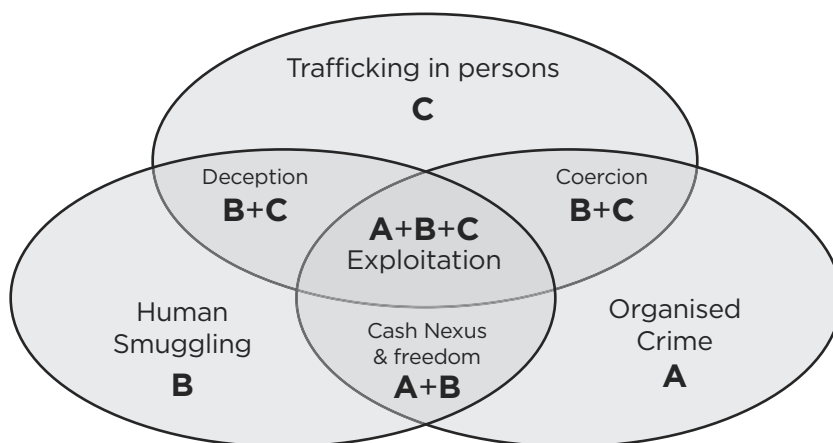 Trafficking in persons
C
Deception
B+C
Coercion
B+C
A+B+C
Exploitation
Human
Smuggling
B
Cash Nexus
& freedom
A+B
Organised
Crime
A